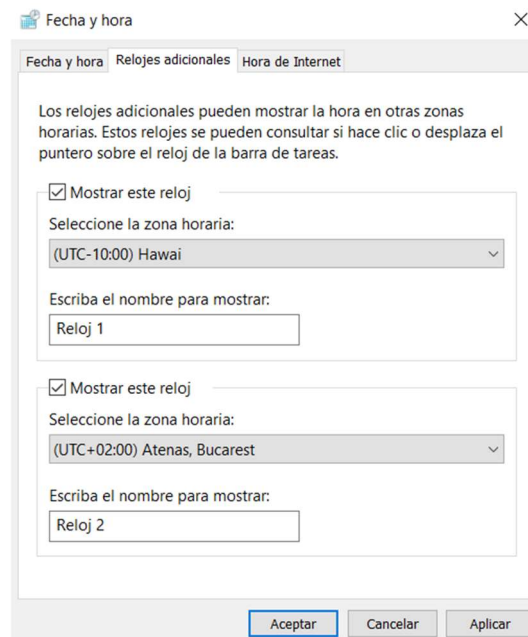 Fecha y hora
Fecha y hora Relojes adicionales Hora de Internet
Los relojes adicionales pueden mostrar la hora en otras zonas
horarias. Estos relojes se pueden consultar si hace clic o desplaza el
puntero sobre el reloj de la barra de tareas.
Mostrar este reloj
Seleccione la zona horaria:
(UTC-10:00) Hawai
Escriba el nombre para mostrar:
Reloj 1
Mostrar este reloj
Seleccione la zona horaria:
(UTC+02:00) Atenas, Bucarest
Escriba el nombre para mostrar:
Reloj 2
Aceptar Cancelar Aplicar